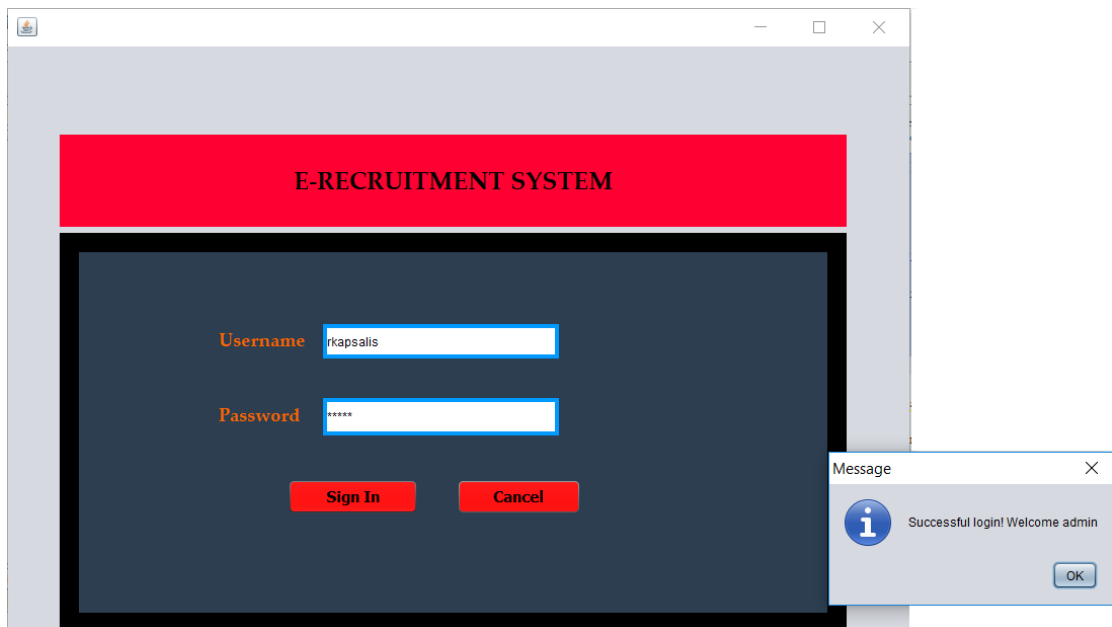 E-RECRUITMENT SYSTEM
Username rkapsalis
Password *****
Sign In Cancel
Message
Successful login! Welcome admin
OK